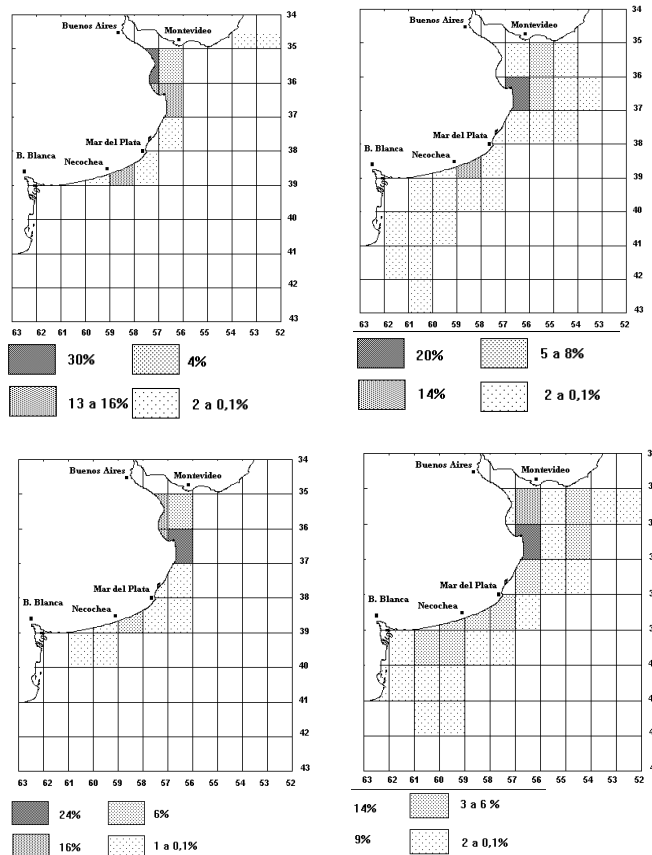 34
Buenos Aires
Montevideo
35
36
37
Mar del Plata
38
B. Blanca
Necochea
39
40
41
42
43
63 62 61 60 59 58 57 56 55 54 53 52
30%
4%
13 a 16%
2 a 0,1%
34
Buenos Aires
Montevideo
35
36
37
Mar del Plata
38
B. Blanca
Necochea
39
40
41
42
43
63 62 61 60 59 58 57 56 55 54 53 52
20%
5 a 8%
14%
2 a 0,1%
34
Buenos Aires
Montevideo
35
36
37
Mar del Plata
38
B. Blanca
Necochea
39
40
41
42
43
63 62 61 60 59 58 57 56 55 54 53 52
24%
6%
16%
1 a 0,1%
Buenos Aires
Montevideo
Mar del Plata
B. Blanca
Necochea
63 62 61 60 59 58 57 56 55 54 53 52
14%
3 a 6 %
9%
2 a 0,1%